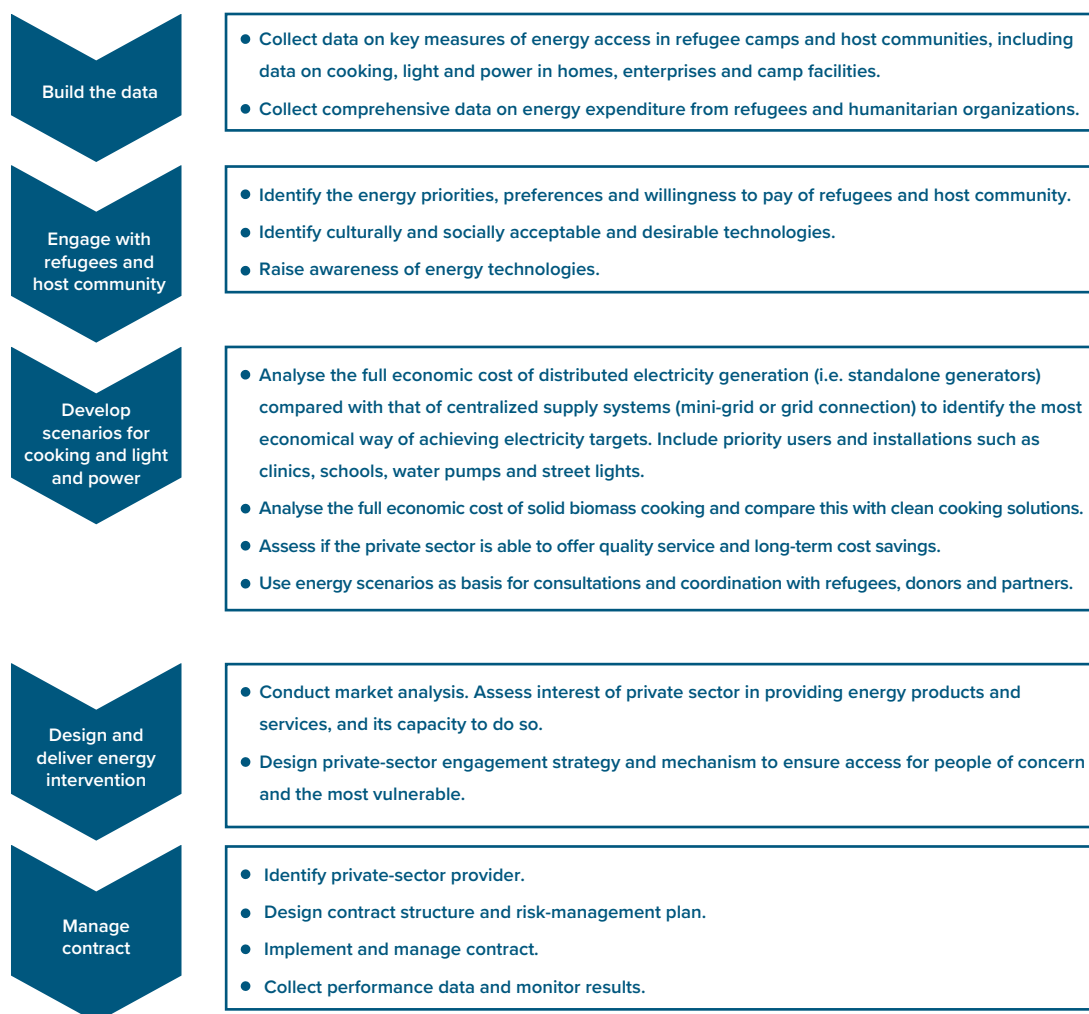 Build the data
● Collect data on key measures of energy access in refugee camps and host communities, including
data on cooking, light and power in homes, enterprises and camp facilities.
● Collect comprehensive data on energy expenditure from refugees and humanitarian organizations.
Engage with
refugees and
host community
● Identify the energy priorities, preferences and willingness to pay of refugees and host community.
● Identify culturally and socially acceptable and desirable technologies.
● Raise awareness of energy technologies.
Develop
scenarios for
cooking and light
and power
● Analyse the full economic cost of distributed electricity generation (i.e. standalone generators)
compared with that of centralized supply systems (mini-grid or grid connection) to identify the most
economical way of achieving electricity targets. Include priority users and installations such as
clinics, schools, water pumps and street lights.
● Analyse the full economic cost of solid biomass cooking and compare this with clean cooking solutions.
● Assess if the private sector is able to offer quality service and long-term cost savings.
● Use energy scenarios as basis for consultations and coordination with refugees, donors and partners.
Design and
deliver energy
intervention
● Conduct market analysis. Assess interest of private sector in providing energy products and
services, and its capacity to do so.
● Design private-sector engagement strategy and mechanism to ensure access for people of concern
and the most vulnerable.
Manage
contract
● Identify private-sector provider.
● Design contract structure and risk-management plan.
● Implement and manage contract.
● Collect performance data and monitor results.